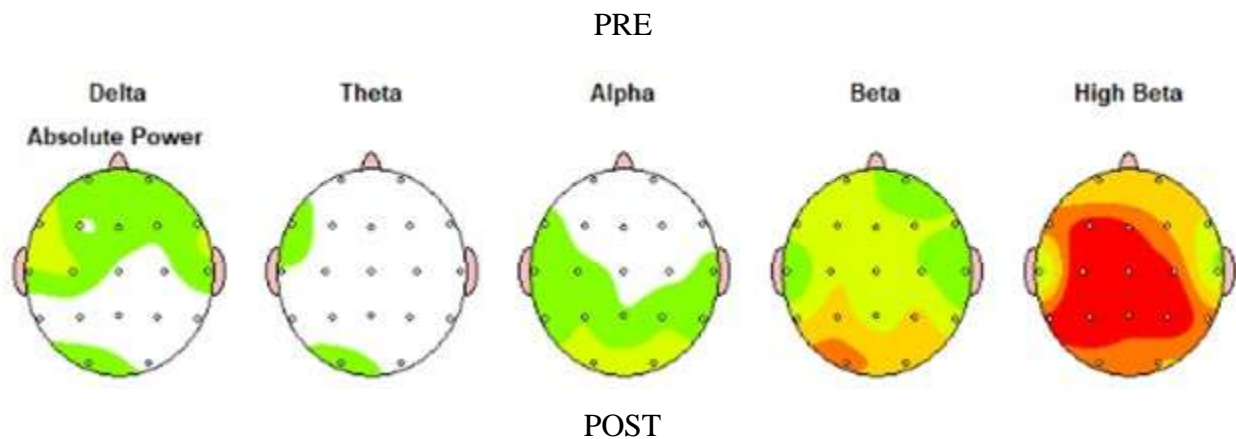 PRE
Delta Theta Alpha Beta High Beta
Absolute Power
POST